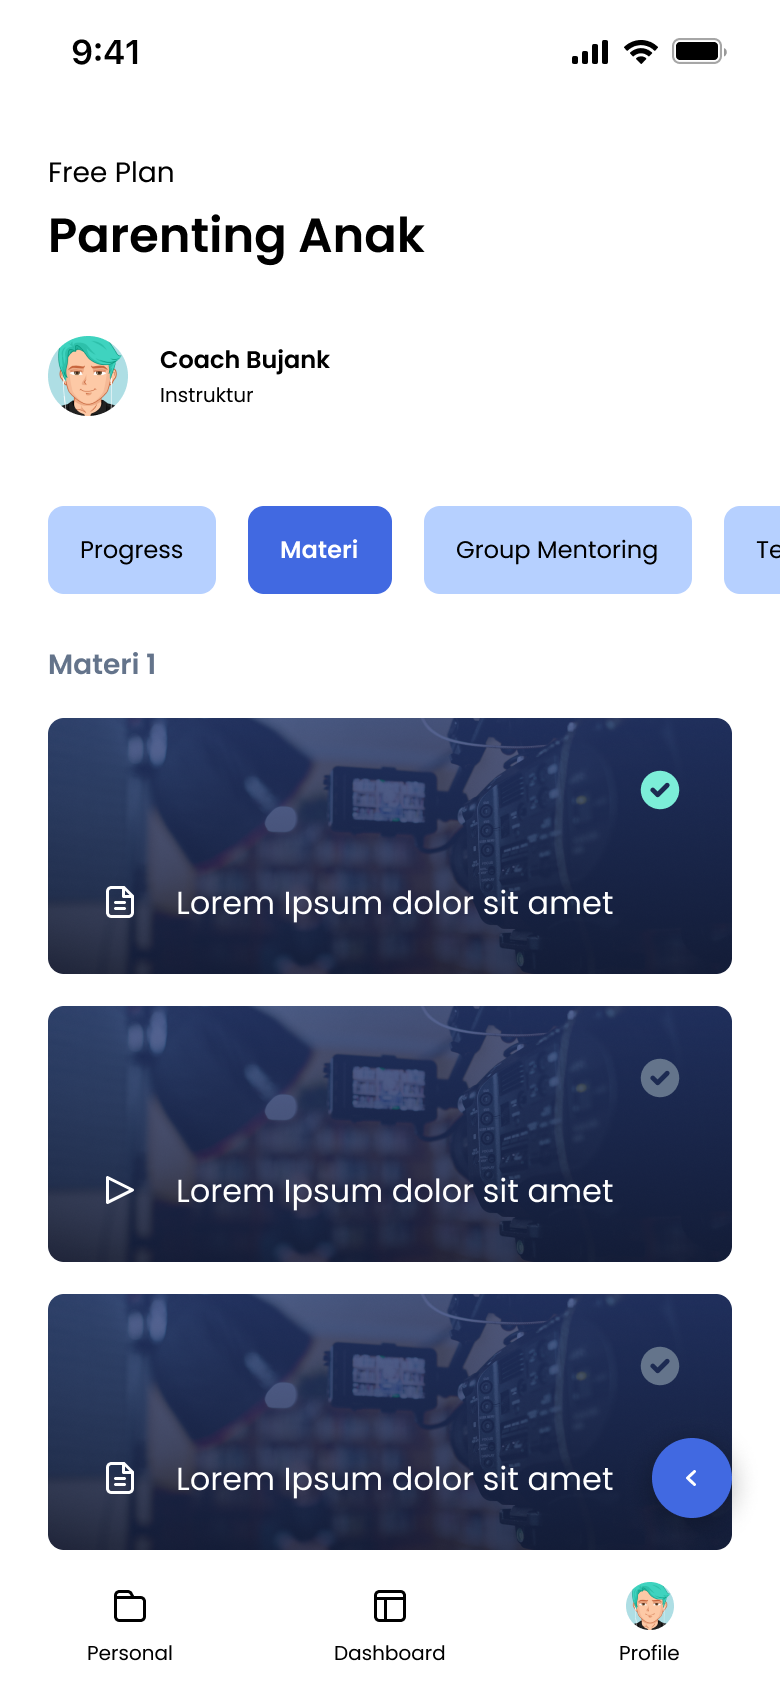 9:41
Free Plan
Parenting Anak
Coach Bujank
Instruktur
Progress
Materi
Group Mentoring
Te
Materi 1
Lorem Ipsum dolor sit amet
Lorem Ipsum dolor sit amet
Lorem Ipsum dolor sit amet
Personal
Dashboard
Profile